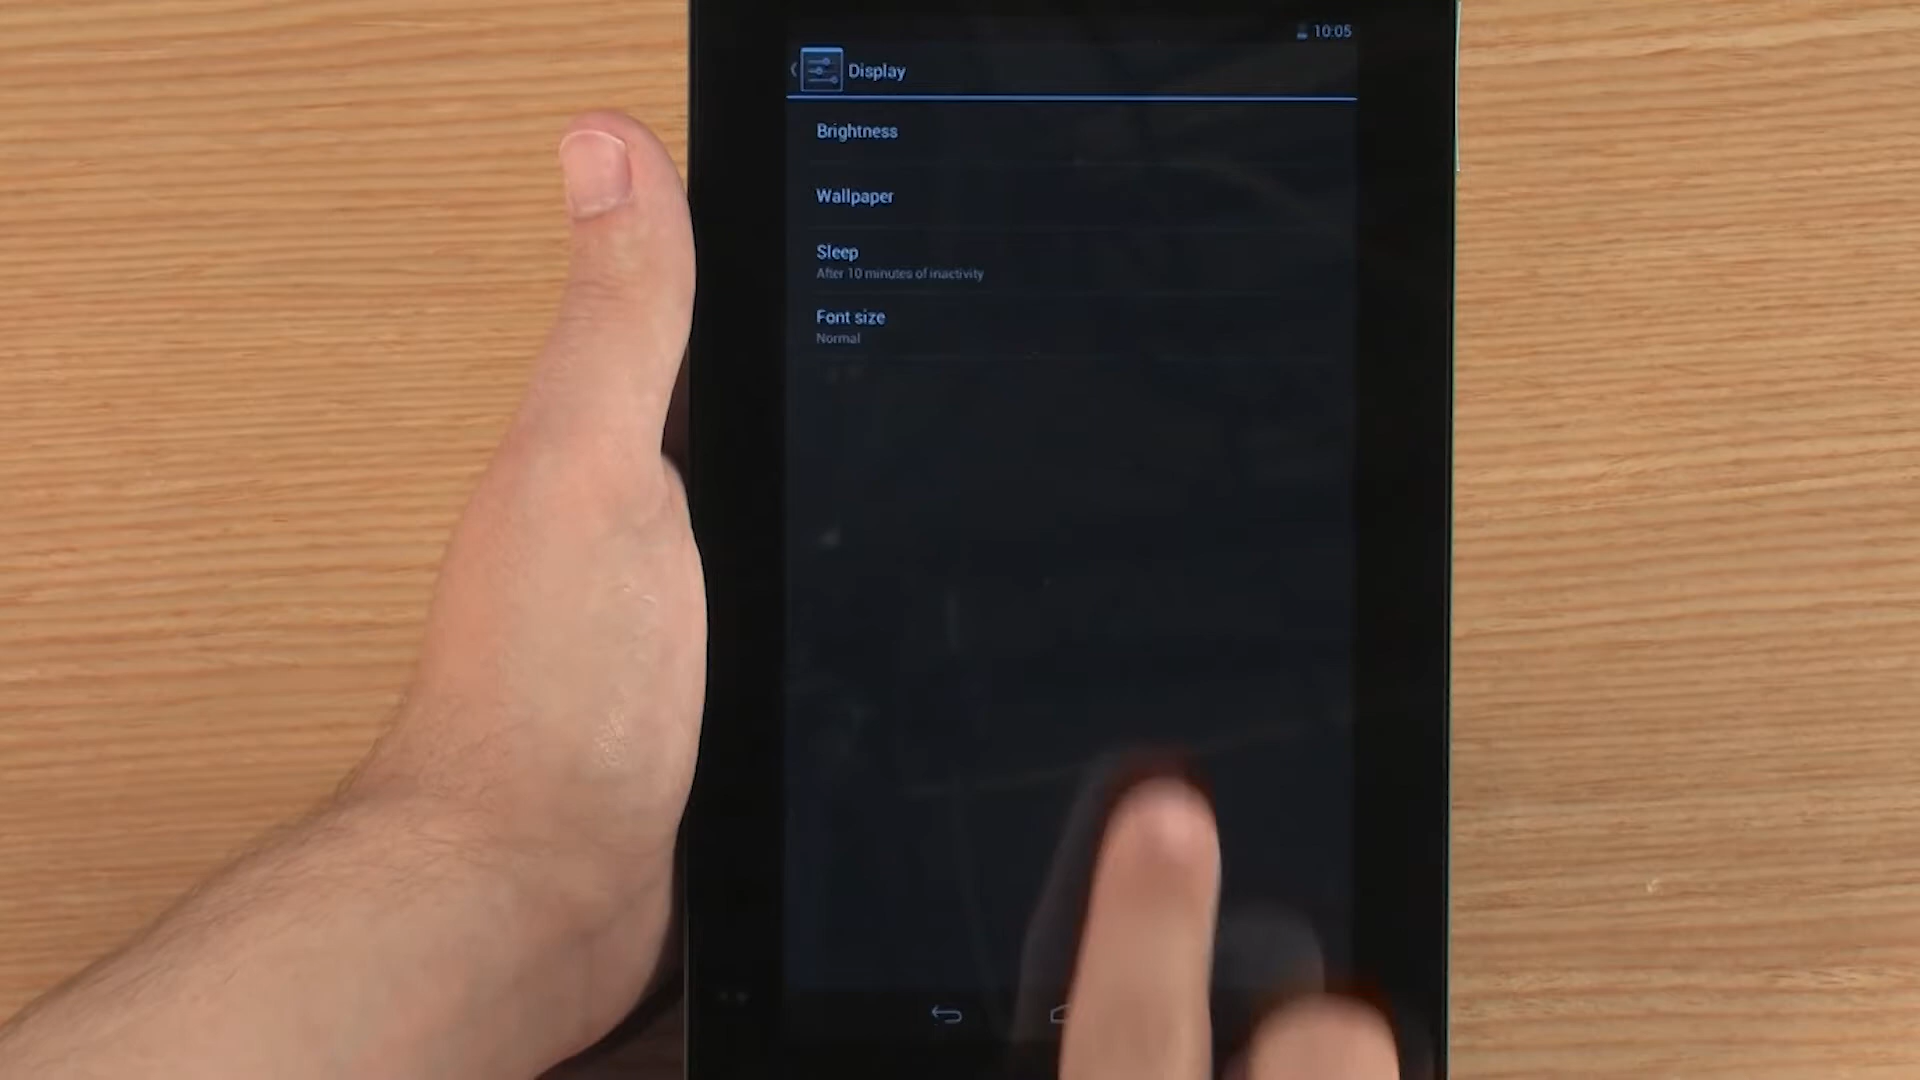 10:05
Display
Brightness
Wallpaper
Sleep
After 10 minutes of inactivity
Font size
Normal